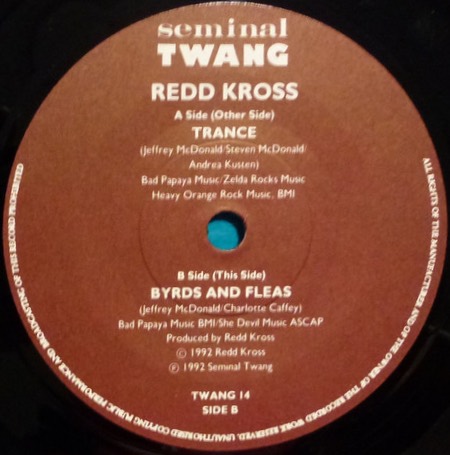 seminal
TWANG
REDD KROSS
A Side (Other Side)
TRANCE
(Jeffrey McDonald/Steven McDonald/
Andrea Kusten)
Bad Papaya Music/Zelda Rocks Music
Heavy Orange Rock Music, BMI
B Side (This Side)
BYRDS AND FLEAS
(Jeffrey McDonald/Charlotte Caffey)
Bad Papaya Music BMI/She Devil Music ASCAP
Produced by Redd Kross
© 1992 Redd Kross
℗ 1992 Seminal Twang
TWANG 14
SIDE B
ALL RIGHTS OF THE MANUFACTURER AND OF THE OWNER OF THE RECORDED WORK RESERVED, UNAUTHORISED COPYING PUBLIC PERFORMANCE AND BROADCASTING OF THIS RECORD PROHIBITED